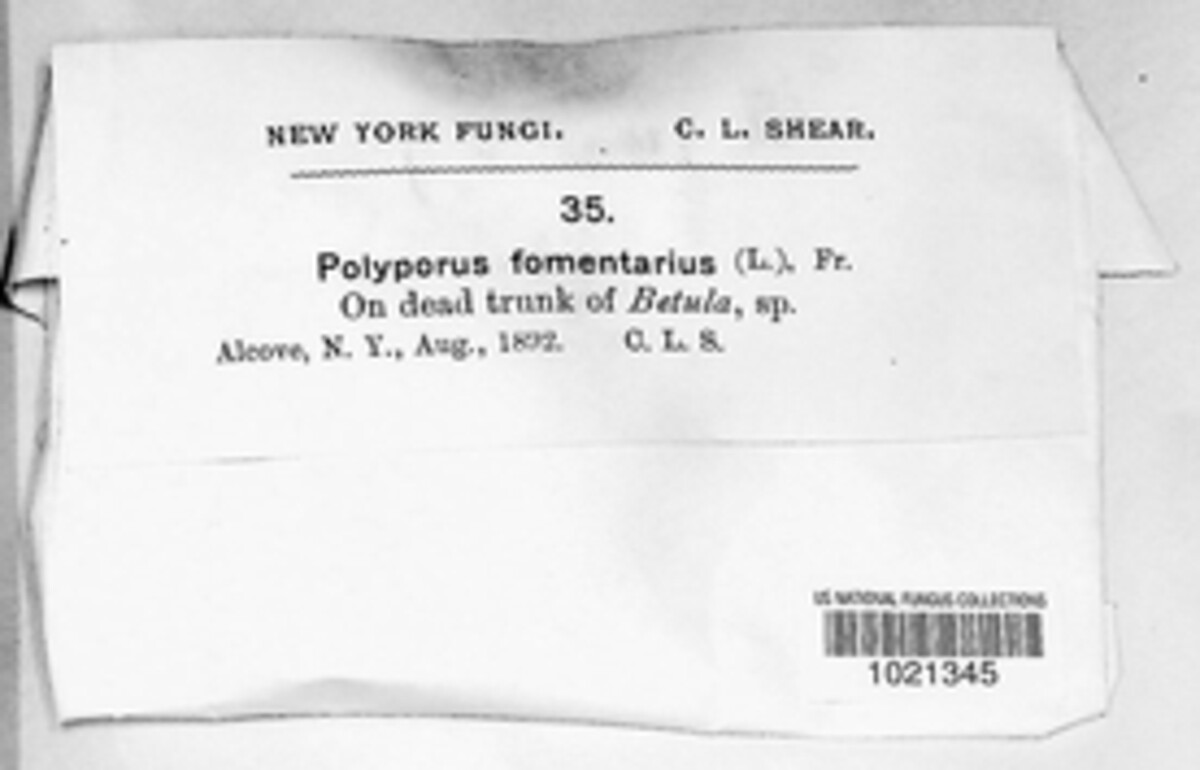 NEW YORK FUNGI. C. L. SHEAR.
35.
Polyporus fomentarius (L.), Fr.
On dead trunk of Betula, sp.
Alcove, N. Y., Aug., 1892. C. L. S.
US NATIONAL FUNGUS COLLECTIONS
1021345